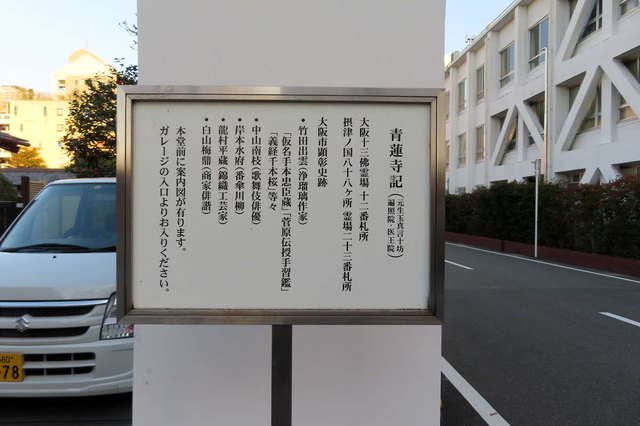 青蓮寺記（元生玉真言十坊
遍照院・医王院）
大阪十三佛霊場 十二番札所
摂津ノ国八十八ヶ所 霊場二十三番札所
大阪市顕彰史跡
・竹田出雲（浄瑠璃作家）
「仮名手本忠臣蔵」「菅原伝授手習鑑」
「義経千本桜」等々
・中山南枝（歌舞伎俳優）
・岸本水府（番傘川柳）
・龍村平蔵（錦織工芸家）
・白山梅顛（商家俳諧）
本堂前に案内図が有ります。
ガレージの入口よりお入りください。
78